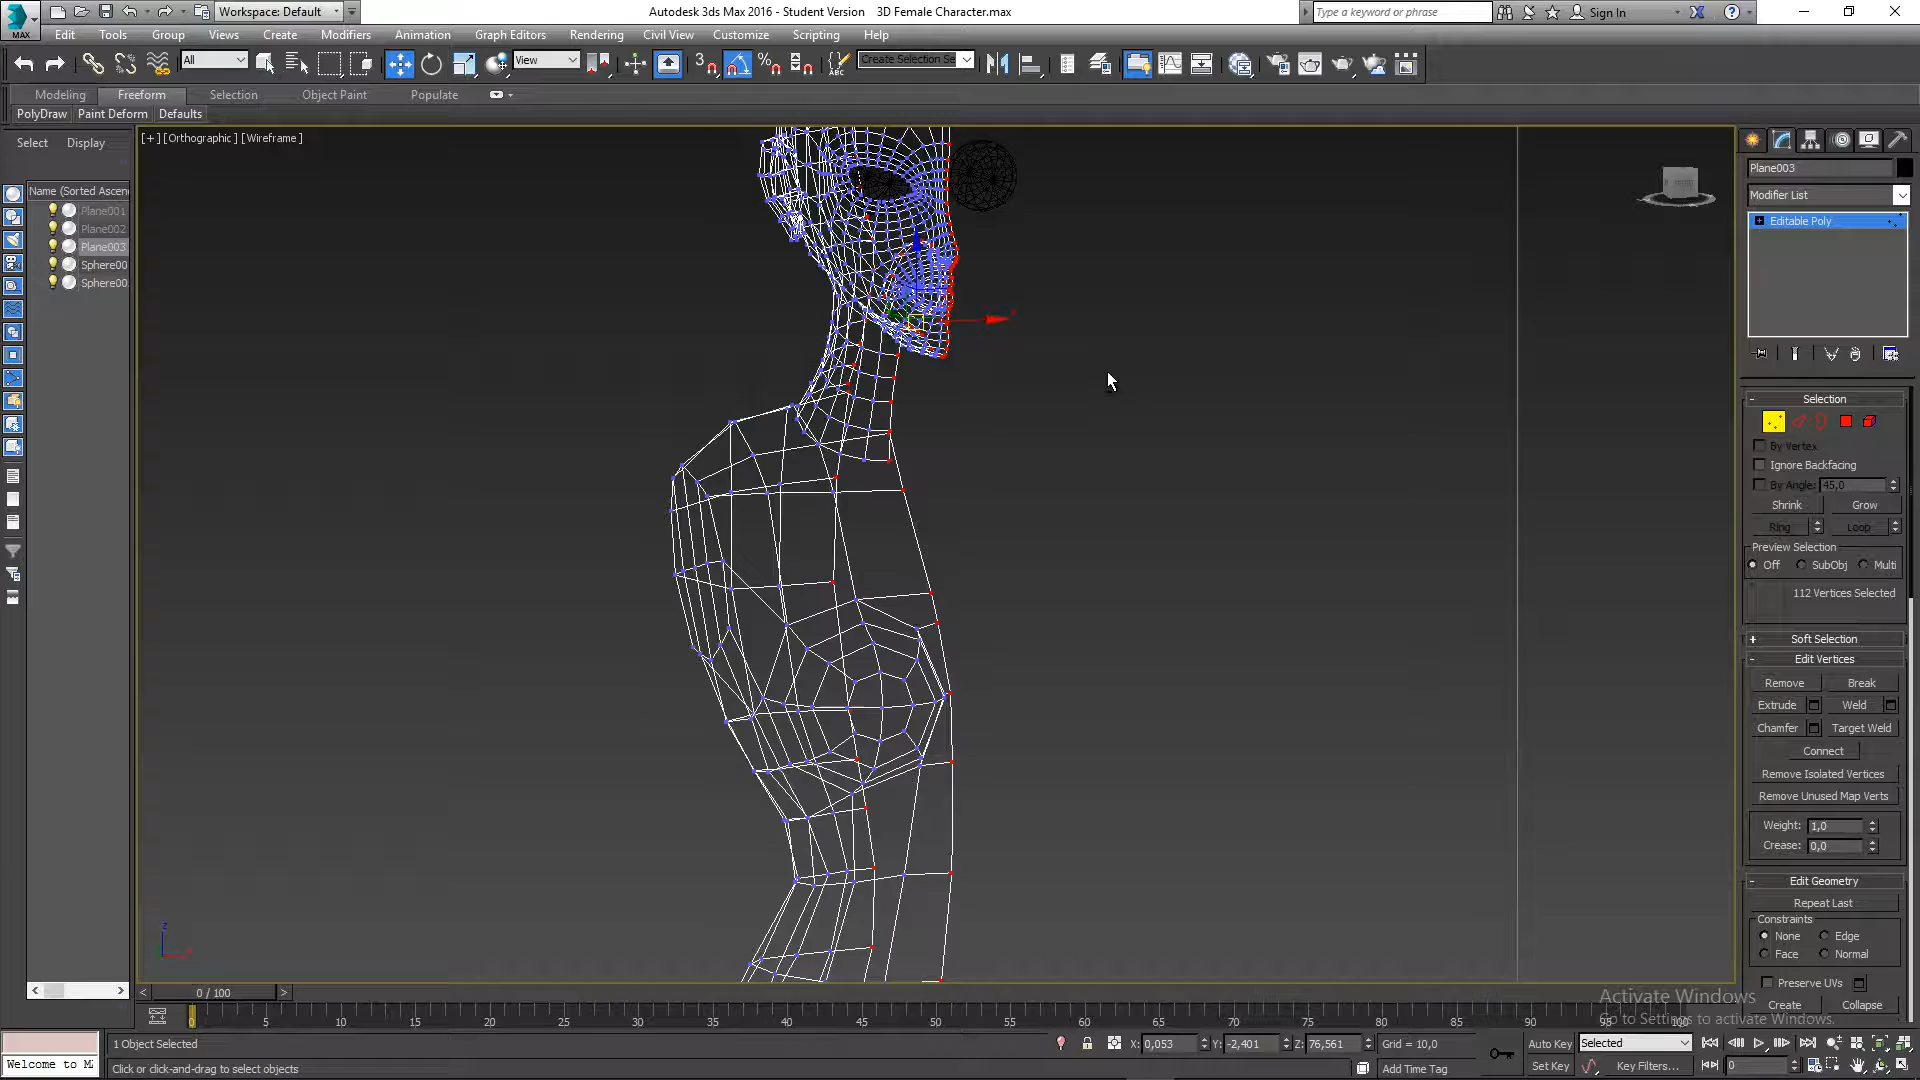 Workspace: Default
Autodesk 3ds Max 2016 - Student Version    3D Female Character.max
Type a keyword or phrase
Sign In
MAX
Edit Tools Group Views Create Modifiers Animation Graph Editors Rendering Civil View Customize Scripting Help
All
View
3
ABC
Create Selection Se
Modeling Freeform Selection Object Paint Populate
PolyDraw Paint Deform Defaults
Select Display
[+] [Orthographic] [Wireframe]
Name (Sorted Ascen
Plane001
Plane002
Plane003
Sphere00
Sphere00
Plane003
Modifier List
Editable Poly
Selection
By Vertex
Ignore Backfacing
By Angle: 45,0
Shrink Grow
Ring Loop
Preview Selection
Off SubObj Multi
112 Vertices Selected
Soft Selection
Edit Vertices
Remove Break
Extrude Weld
Chamfer Target Weld
Connect
Remove Isolated Vertices
Remove Unused Map Verts
Weight: 1,0
Crease: 0,0
Edit Geometry
Repeat Last
Constraints
None Edge
Face Normal
Preserve UVs
Create Collapse
Activate Windows
Go to Settings to activate Windows.
z
x
0 / 100
0 5 10 15 20 25 30 35 40 45 50 55 60 65 70 75 80 85 90 95 100
1 Object Selected
X: 0,053 Y: -2,401 Z: 76,561 Grid = 10,0
Auto Key Selected
Welcome to M
Click or click-and-drag to select objects
Add Time Tag
Set Key Key Filters... 0